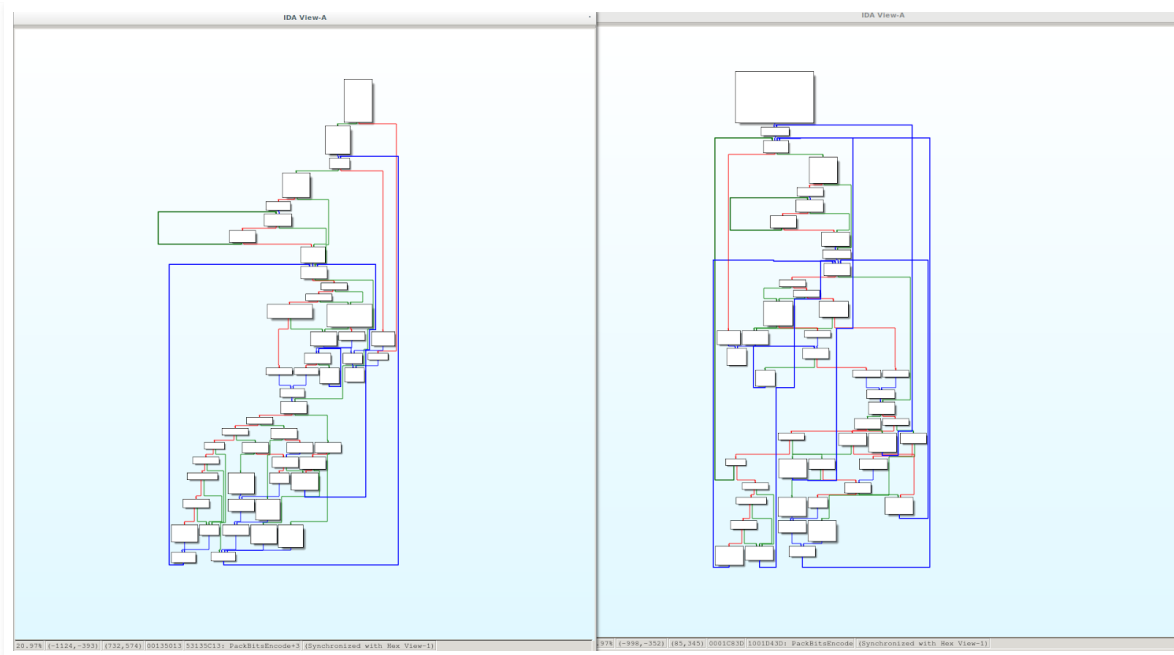 IDA View-A
IDA View-A
20.97% (-1124,-393) (732,574) 00135013 53135C13: PackBitsEncode+3 (Synchronized with Hex View-1)
97% (-998,-352) (85,345) 0001C83D 1001D43D: PackBitsEncode (Synchronized with Hex View-1)